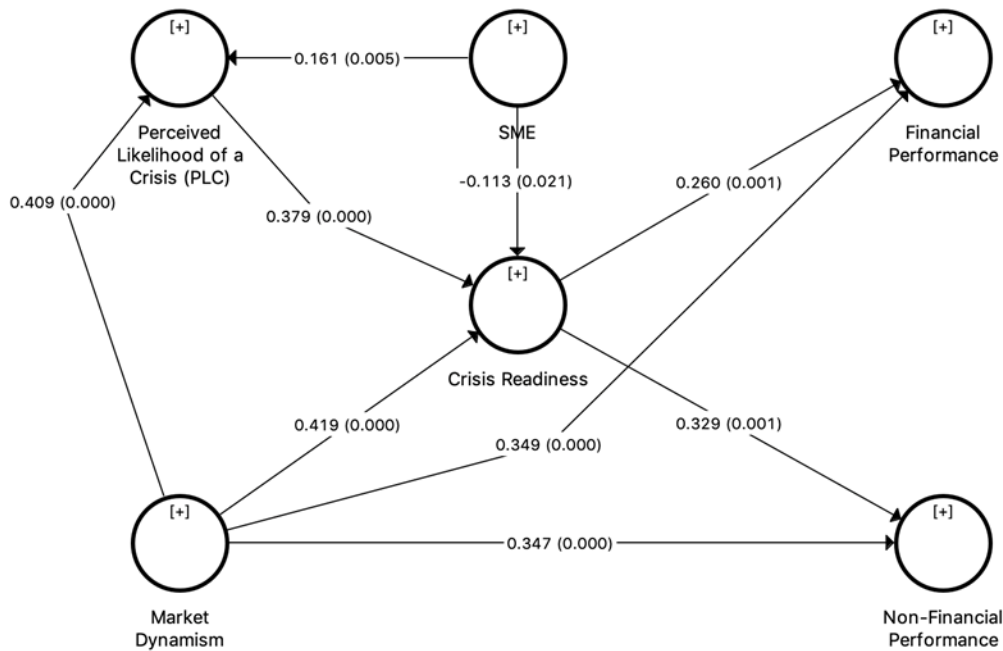 [+]
[+]
[+]
0.161 (0.005)
Perceived
Likelihood of a
Crisis (PLC)
SME
Financial
Performance
0.409 (0.000)
0.379 (0.000)
-0.113 (0.021)
0.260 (0.001)
[+]
Crisis Readiness
0.419 (0.000)
0.349 (0.000)
0.329 (0.001)
[+]
[+]
0.347 (0.000)
Market
Dynamism
Non-Financial
Performance